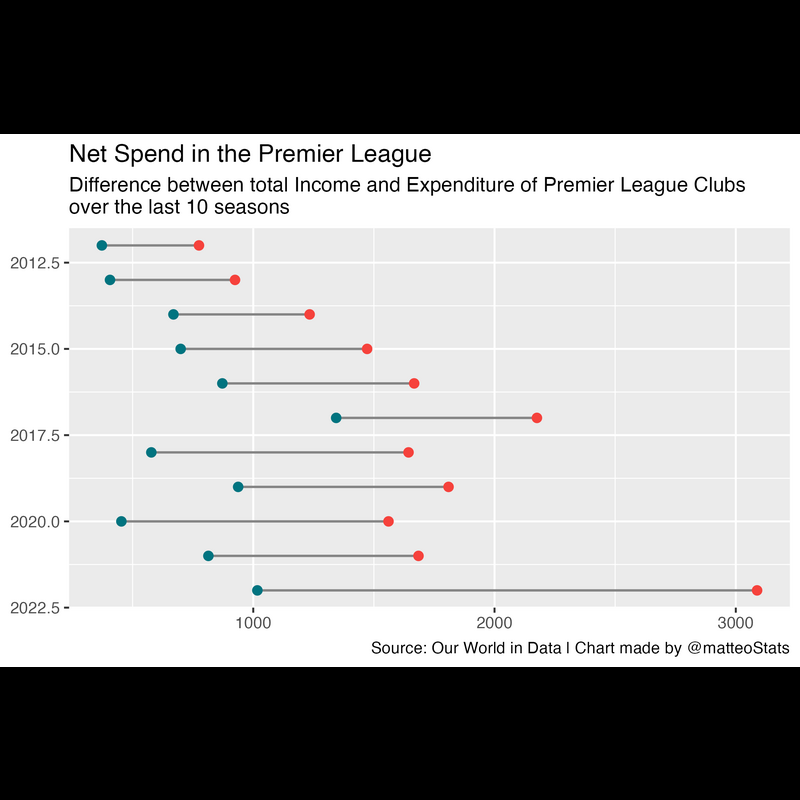 Net Spend in the Premier League
Difference between total Income and Expenditure of Premier League Clubs
over the last 10 seasons
2012.5
2015.0
2017.5
2020.0
2022.5
1000 2000 3000
Source: Our World in Data | Chart made by @matteoStats